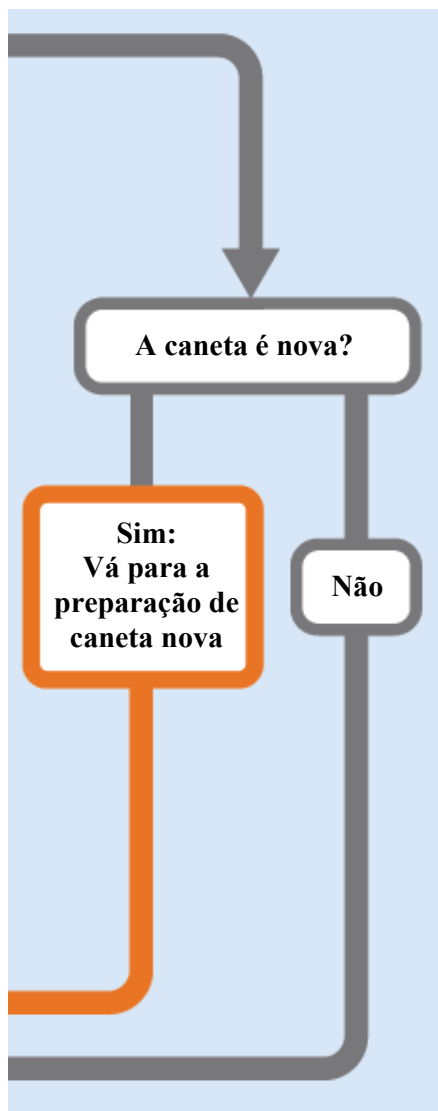 A caneta é nova?
Sim:
Vá para a
preparação de
caneta nova
Não